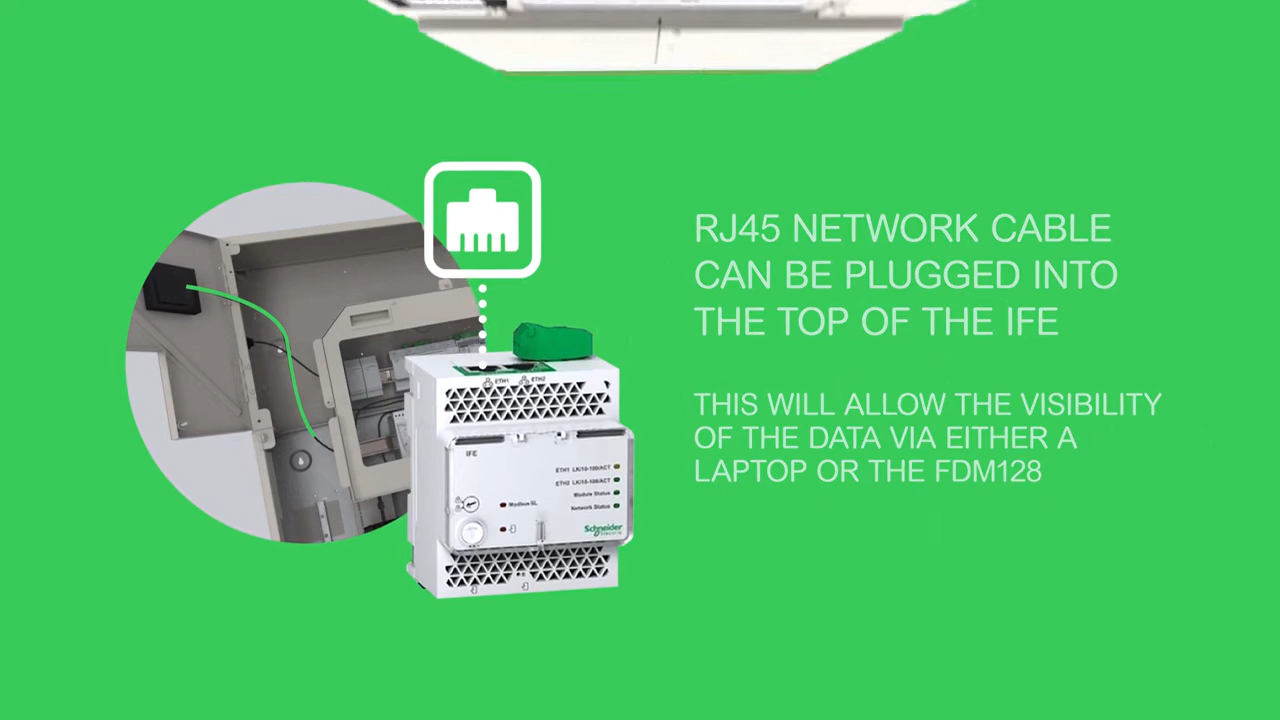 RJ45 NETWORK CABLE
CAN BE PLUGGED INTO
THE TOP OF THE IFE
THIS WILL ALLOW THE VISIBILITY
OF THE DATA VIA EITHER A
LAPTOP OR THE FDM128
ETH1 ETH2
IFE
ETH1 LK/10-100/ACT
ETH2 LK/10-100/ACT
Module Status
Network Status
Modbus SL
Schneider
Electric